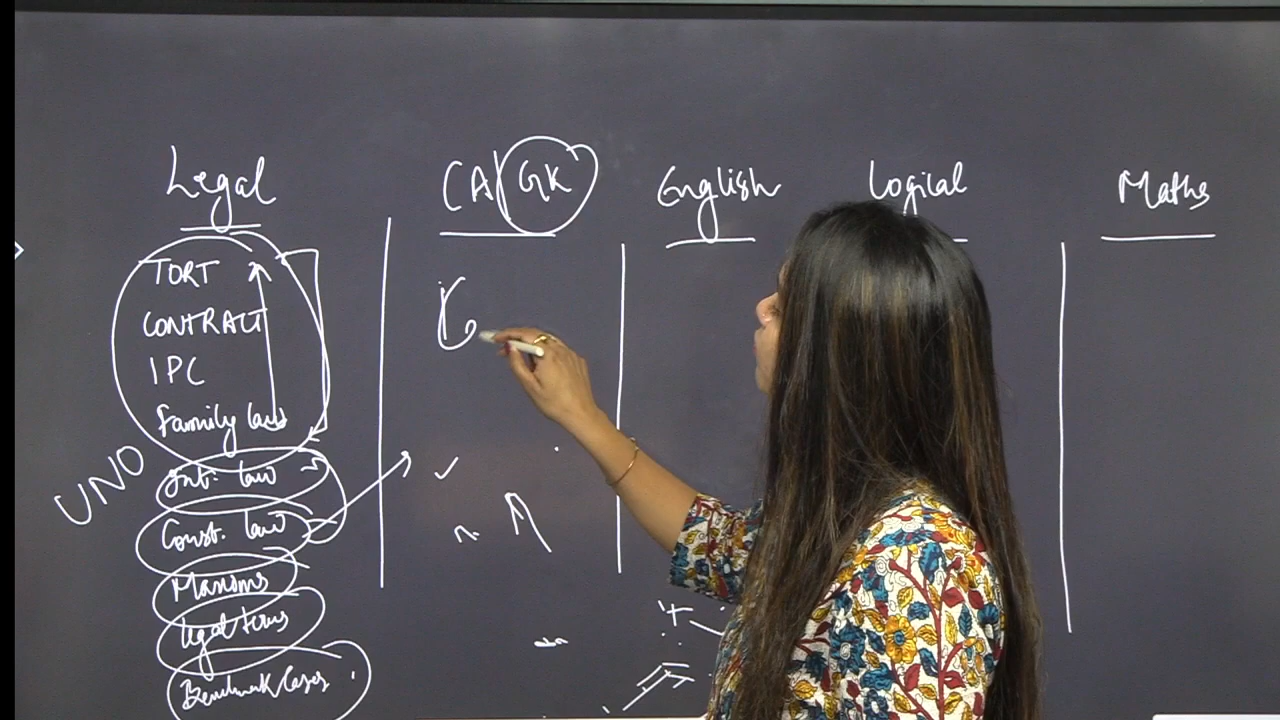 Legal
CA/GK
English
Logical
Maths
TORT
CONTRACT
IPC
Family law
Int. law
UNO
Const. law
Maxims
legal terms
Benchmark Cases